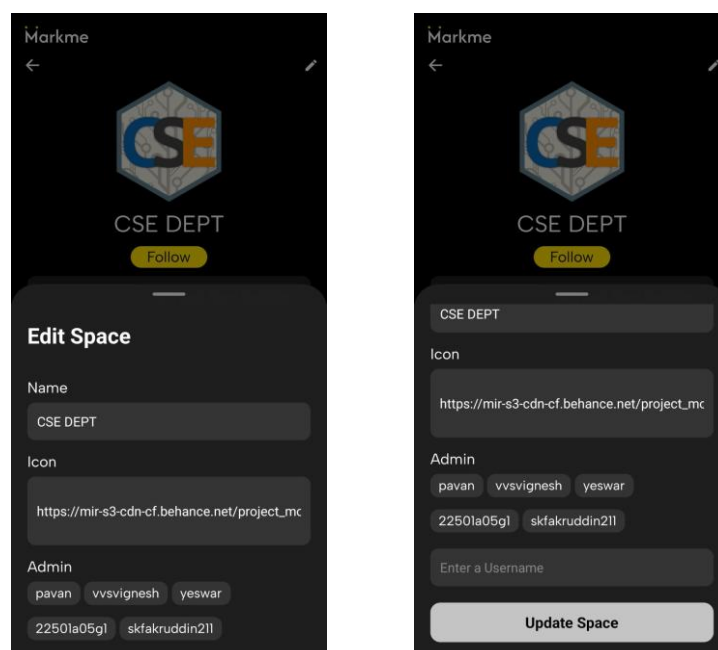 Markme
CSE
CSE DEPT
Follow
Edit Space
Name
CSE DEPT
Icon
https://mir-s3-cdn-cf.behance.net/project_mc
Admin
pavan vvsvignesh yeswar
22501a05g1 skfakruddin211
Markme
CSE
CSE DEPT
Follow
CSE DEPT
Icon
https://mir-s3-cdn-cf.behance.net/project_mc
Admin
pavan vvsvignesh yeswar
22501a05g1 skfakruddin211
Enter a Username
Update Space